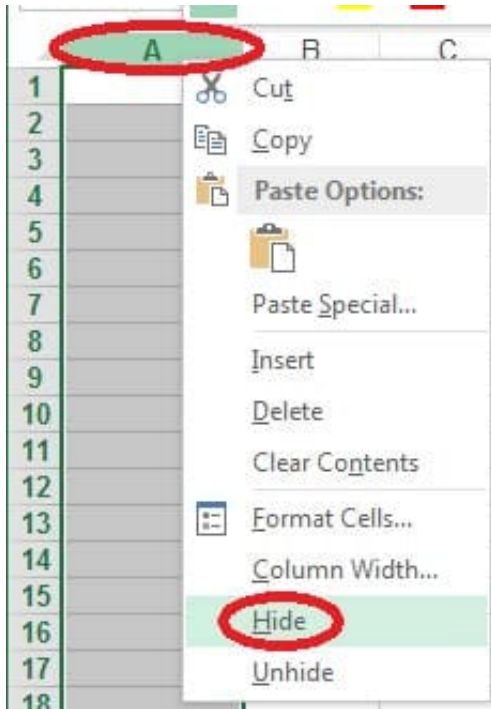 A B C
1
Cut
2
Copy
3
4
Paste Options:
5
6
7
Paste Special...
8
Insert
9
10
Delete
11
Clear Contents
12
13
Format Cells...
14
Column Width...
15
16
Hide
17
Unhide
18